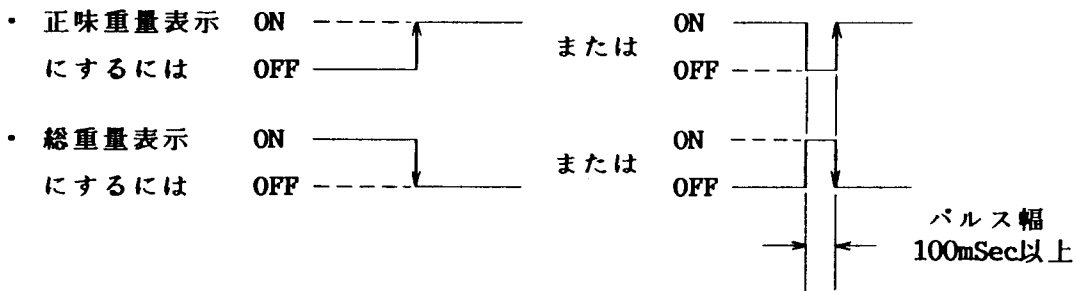 ・ 正味重量表示 ON または ON
にするには OFF OFF
・ 総重量表示 ON または ON
にするには OFF OFF
パルス幅
100mSec以上